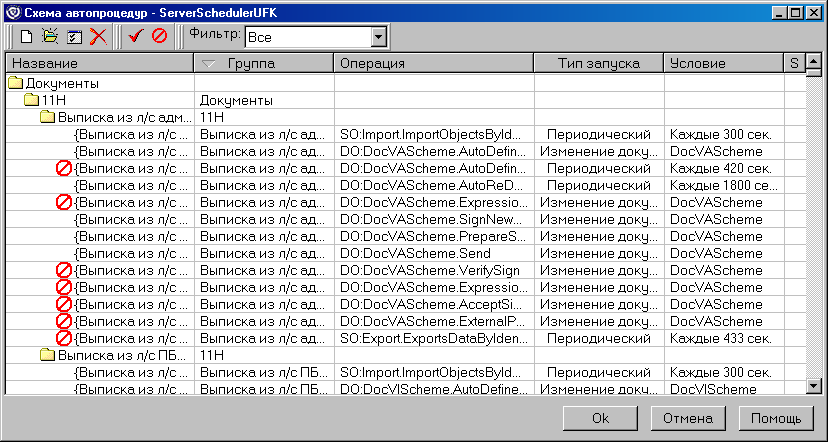 Схема автопроцедур - ServerSchedulerUFK
Фильтр: Все
Название Группа Операция Тип запуска Условие S
Документы
11Н Документы
Выписка из л/с адм... 11Н
{Выписка из л/с ... Выписка из л/с ад... SO:Import.ImportObjectsById... Периодический Каждые 300 сек.
{Выписка из л/с ... Выписка из л/с ад... DO:DocVAScheme.AutoDefin... Изменение доку... DocVAScheme
{Выписка из л/с ... Выписка из л/с ад... DO:DocVAScheme.AutoDefin... Периодический Каждые 420 сек.
{Выписка из л/с ... Выписка из л/с ад... DO:DocVAScheme.AutoReD... Периодический Каждые 1800 се...
{Выписка из л/с ... Выписка из л/с ад... DO:DocVAScheme.Expressio... Изменение доку... DocVAScheme
{Выписка из л/с ... Выписка из л/с ад... DO:DocVAScheme.SignNew... Изменение доку... DocVAScheme
{Выписка из л/с ... Выписка из л/с ад... DO:DocVAScheme.PrepareS... Изменение доку... DocVAScheme
{Выписка из л/с ... Выписка из л/с ад... DO:DocVAScheme.Send Изменение доку... DocVAScheme
{Выписка из л/с ... Выписка из л/с ад... DO:DocVAScheme.VerifySign Изменение доку... DocVAScheme
{Выписка из л/с ... Выписка из л/с ад... DO:DocVAScheme.Expressio... Изменение доку... DocVAScheme
{Выписка из л/с ... Выписка из л/с ад... DO:DocVAScheme.AcceptSi... Изменение доку... DocVAScheme
{Выписка из л/с ... Выписка из л/с ад... DO:DocVAScheme.ExternalP... Изменение доку... DocVAScheme
{Выписка из л/с ... Выписка из л/с ад... SO:Export.ExportsDataByIden... Периодический Каждые 433 сек.
Выписка из л/с ПБ... 11Н
{Выписка из л/с ... Выписка из л/с ПБ... SO:Import.ImportObjectsById... Периодический Каждые 300 сек.
{Выписка из л/с ... Выписка из л/с ПБ... DO:DocVIScheme.AutoDefine... Изменение доку... DocVIScheme
Ok Отмена Помощь